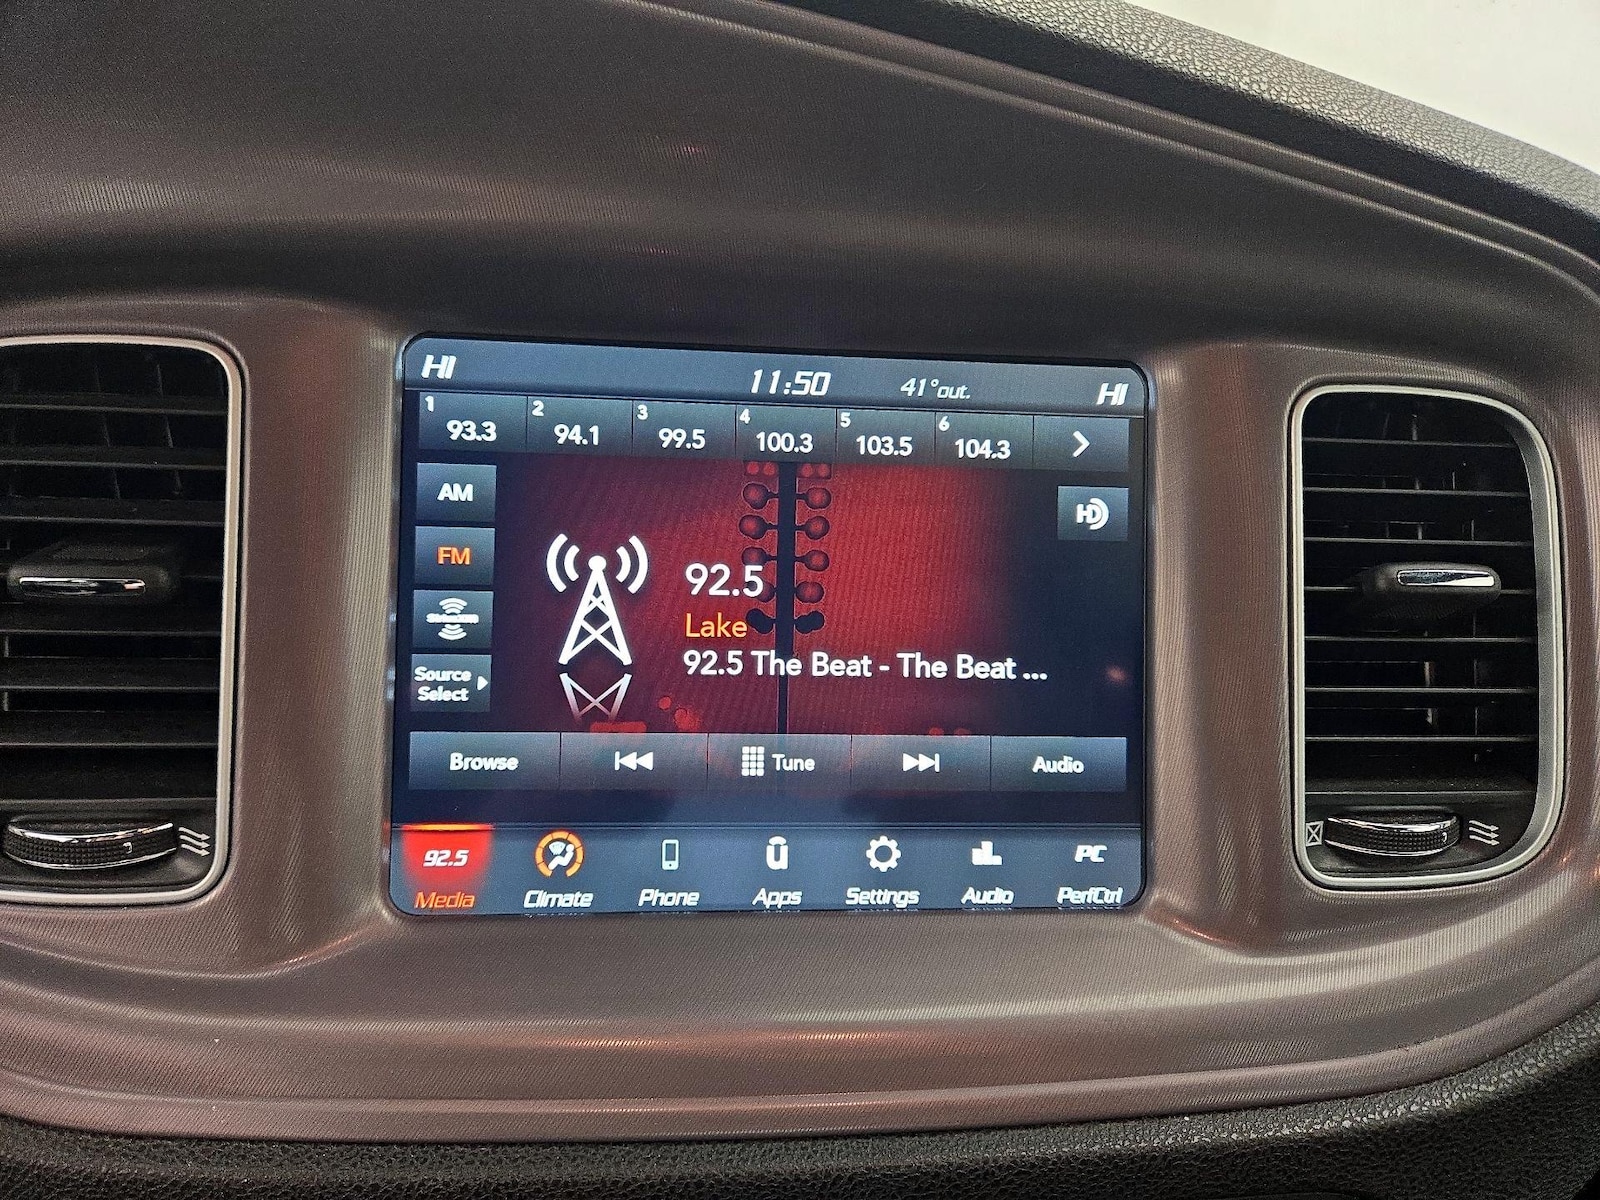 HI 11:50 41° out. HI
1 93.3 2 94.1 3 99.5 4 100.3 5 103.5 6 104.3
AM
HD
FM
92.5
SiriusXM
Lake
92.5 The Beat - The Beat ...
Source
Select
Browse Tune Audio
92.5 PC
Media Climate Phone Apps Settings Audio PerfCtrl